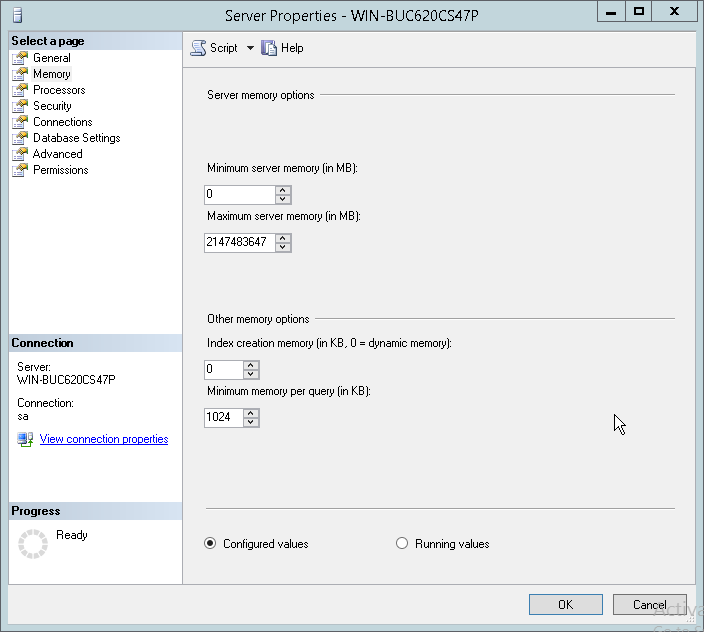 Server Properties - WIN-BUC620CS47P
Select a page
General
Memory
Processors
Security
Connections
Database Settings
Advanced
Permissions
Script
Help
Server memory options
Minimum server memory (in MB):
0
Maximum server memory (in MB):
2147483647
Other memory options
Index creation memory (in KB, 0 = dynamic memory):
0
Minimum memory per query (in KB):
1024
Connection
Server:
WIN-BUC620CS47P
Connection:
sa
View connection properties
Progress
Ready
Configured values
Running values
OK
Cancel